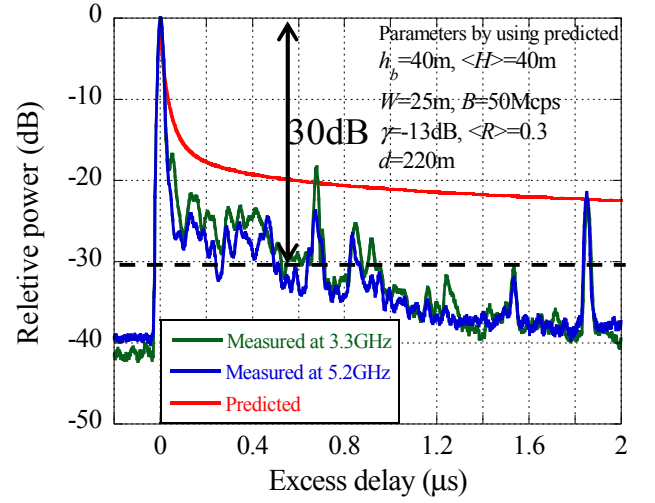 0
-10
-20
-30
-40
-50
Reletive power (dB)
30dB
Parameters by using predicted
h_b=40m, <H>=40m
W=25m, B=50Mcps
γ=-13dB, <R>=0.3
d=220m
Measured at 3.3GHz
Measured at 5.2GHz
Predicted
0 0.4 0.8 1.2 1.6 2
Excess delay (μs)